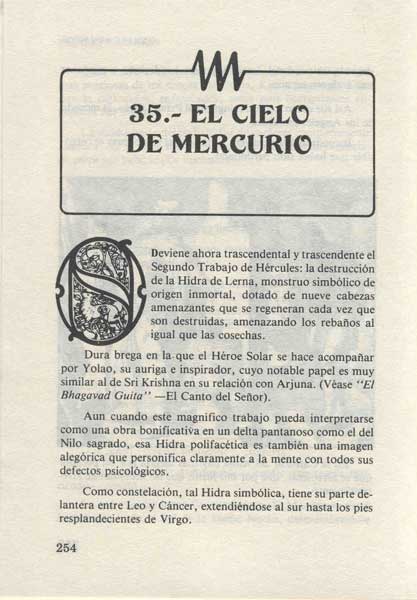 35.- EL CIELO
DE MERCURIO
Deviene ahora trascendental y trascendente el
Segundo Trabajo de Hércules: la destrucción
de la Hidra de Lerna, monstruo simbólico de
origen inmortal, dotado de nueve cabezas
amenazantes que se regeneran cada vez que
son destruidas, amenazando los rebaños al
igual que las cosechas.
Dura brega en la que el Héroe Solar se hace acompañar
por Yolao, su auriga e inspirador, cuyo notable papel es muy
similar al de Sri Krishna en su relación con Arjuna. (Véase "El
Bhagavad Guita" —El Canto del Señor).
Aun cuando este magnifico trabajo pueda interpretarse
como una obra bonificativa en un delta pantanoso como el del
Nilo sagrado, esa Hidra polifacética es también una imagen
alegórica que personifica claramente a la mente con todos sus
defectos psicológicos.
Como constelación, tal Hidra simbólica, tiene su parte de-
lantera entre Leo y Cáncer, extendiéndose al sur hasta los pies
resplandecientes de Virgo.
254